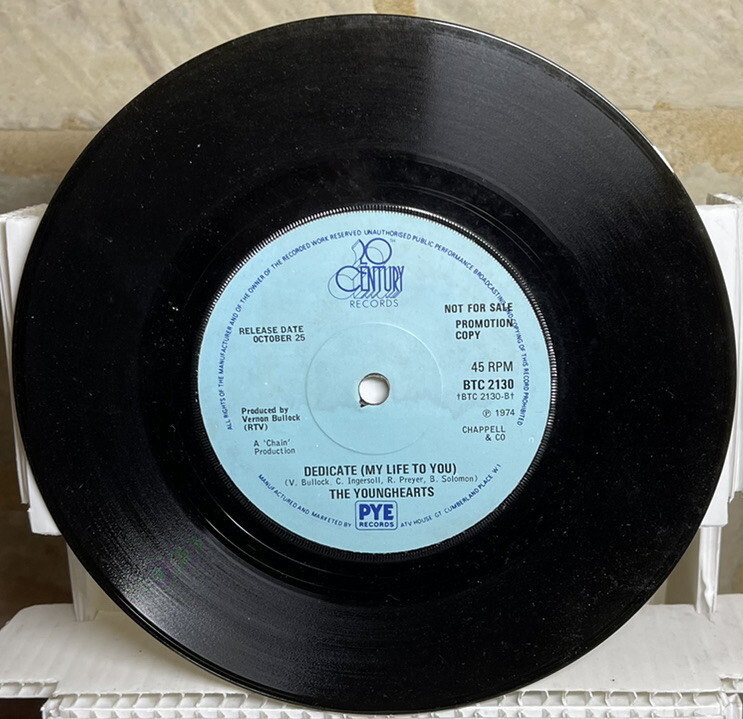 ALL RIGHTS OF THE MANUFACTURER AND OF THE OWNER OF THE RECORDED WORK RESERVED UNAUTHORISED PUBLIC PERFORMANCE BROADCASTING AND COPYING OF THIS RECORD PROHIBITED
20
CENTURY
RECORDS
NOT FOR SALE
RELEASE DATE
OCTOBER 25
PROMOTION
COPY
45 RPM
BTC 2130
†BTC 2130-B†
℗ 1974
Produced by
Vernon Bullock
(RTV)
CHAPPELL
& CO
A 'Chain'
Production
DEDICATE (MY LIFE TO YOU)
(V. Bullock, C. Ingersoll, R. Preyer, B. Solomon)
THE YOUNGHEARTS
PYE
RECORDS
MANUFACTURED AND MARKETED BY
ATV HOUSE GT CUMBERLAND PLACE W 1